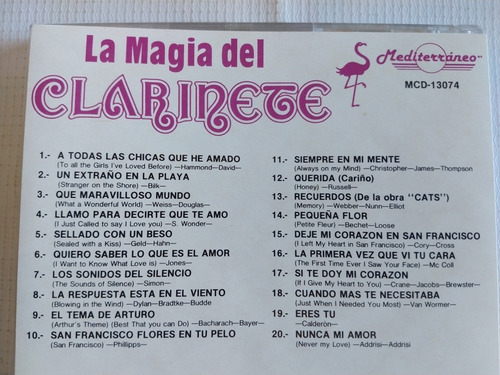 La Magia del
CLARINETE
Mediterráneo
MCD-13074
1.- A TODAS LAS CHICAS QUE HE AMADO
(To all the Girls I've Loved Before) —Hammond—David—
2.- UN EXTRAÑO EN LA PLAYA
(Stranger on the Shore) —Bilk—
3.- QUE MARAVILLOSO MUNDO
(What a Wonderful World) —Weiss—Douglas—
4.- LLAMO PARA DECIRTE QUE TE AMO
(I Just Called to Say I love you) —S. Wonder—
5.- SELLADO CON UN BESO
(Sealed with a Kiss) —Geld—Hahn—
6.- QUIERO SABER LO QUE ES EL AMOR
(I Want to Know What Love is) —Jones—
7.- LOS SONIDOS DEL SILENCIO
(The Sounds of Silence) —Simon—
8.- LA RESPUESTA ESTA EN EL VIENTO
(Blowing in the Wind) —Dylan—Bradtke—Budde
9.- EL TEMA DE ARTURO
(Arthur's Theme) (Best That you can Do) —Bacharach—Bayer—
10.- SAN FRANCISCO FLORES EN TU PELO
(San Francisco) —Phillipps—
11.- SIEMPRE EN MI MENTE
(Always on my Mind) —Christopher—James—Thompson
12.- QUERIDA (Cariño)
(Honey) —Russell—
13.- RECUERDOS (De la obra ''CATS'')
(Memory) —Webber—Nunn—Elliot
14.- PEQUEÑA FLOR
(Petite Fleur) —Bechet—Loose
15.- DEJE MI CORAZON EN SAN FRANCISCO
(I Left My Heart in San Francisco) —Cory—Cross
16.- LA PRIMERA VEZ QUE VI TU CARA
(The First Time Ever I Saw Your Face) —Mc Coll
17.- SI TE DOY MI CORAZON
(If I Give My Heart to You) —Crane—Jacobs—Brewster—
18.- CUANDO MAS TE NECESITABA
(Just When I Needed You Most) —Van Wormer—
19.- ERES TU
—Calderón—
20.- NUNCA MI AMOR
(Never my Love) —Addrisi—Addrisi